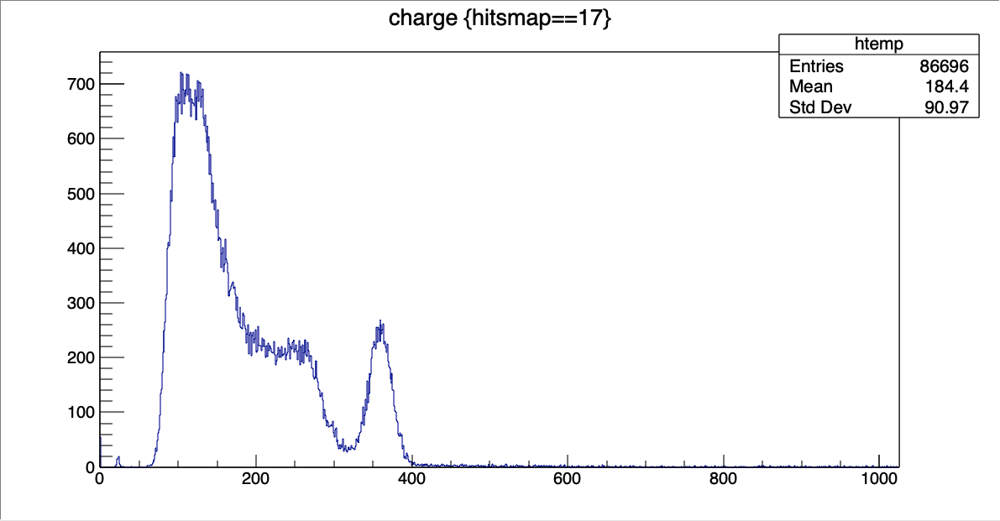 charge {hitsmap==17}
htemp
Entries 86696
Mean 184.4
Std Dev 90.97
700
600
500
400
300
200
100
0
0 200 400 600 800 1000